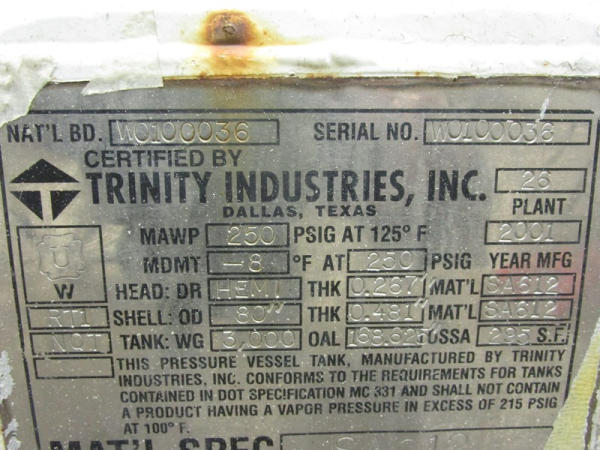 NAT'L BD. W0100036 SERIAL NO. W0100036
CERTIFIED BY
TRINITY INDUSTRIES, INC. 26
DALLAS, TEXAS PLANT
MAWP 250 PSIG AT 125° F 2001
U MDMT -8 °F AT 250 PSIG YEAR MFG
W HEAD: DR HEMI THK 0.267" MAT'L SA612
RT1 SHELL: OD 80" THK 0.481" MAT'L SA612
NQT TANK: WG 3,000 OAL 168.625" OSSA 295 S.F.
THIS PRESSURE VESSEL TANK, MANUFACTURED BY TRINITY
INDUSTRIES, INC. CONFORMS TO THE REQUIREMENTS FOR TANKS
CONTAINED IN DOT SPECIFICATION MC 331 AND SHALL NOT CONTAIN
A PRODUCT HAVING A VAPOR PRESSURE IN EXCESS OF 215 PSIG
AT 100° F.
MAT'L SPEC